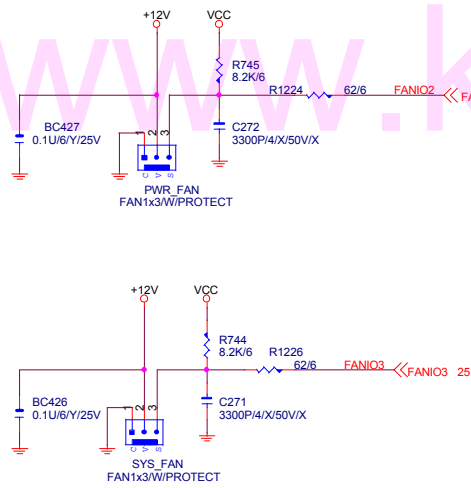 www.k
+12V VCC
R745
8.2K/6
R1224 62/6 FANIO2
BC427
0.1U/6/Y/25V
C272
3300P/4/X/50V/X
1 2 3
C V S
PWR_FAN
FAN1x3/W/PROTECT
+12V VCC
R744
8.2K/6
R1226
62/6 FANIO3 FANIO3 25
BC426
0.1U/6/Y/25V
C271
3300P/4/X/50V/X
1 2 3
C V S
SYS_FAN
FAN1x3/W/PROTECT